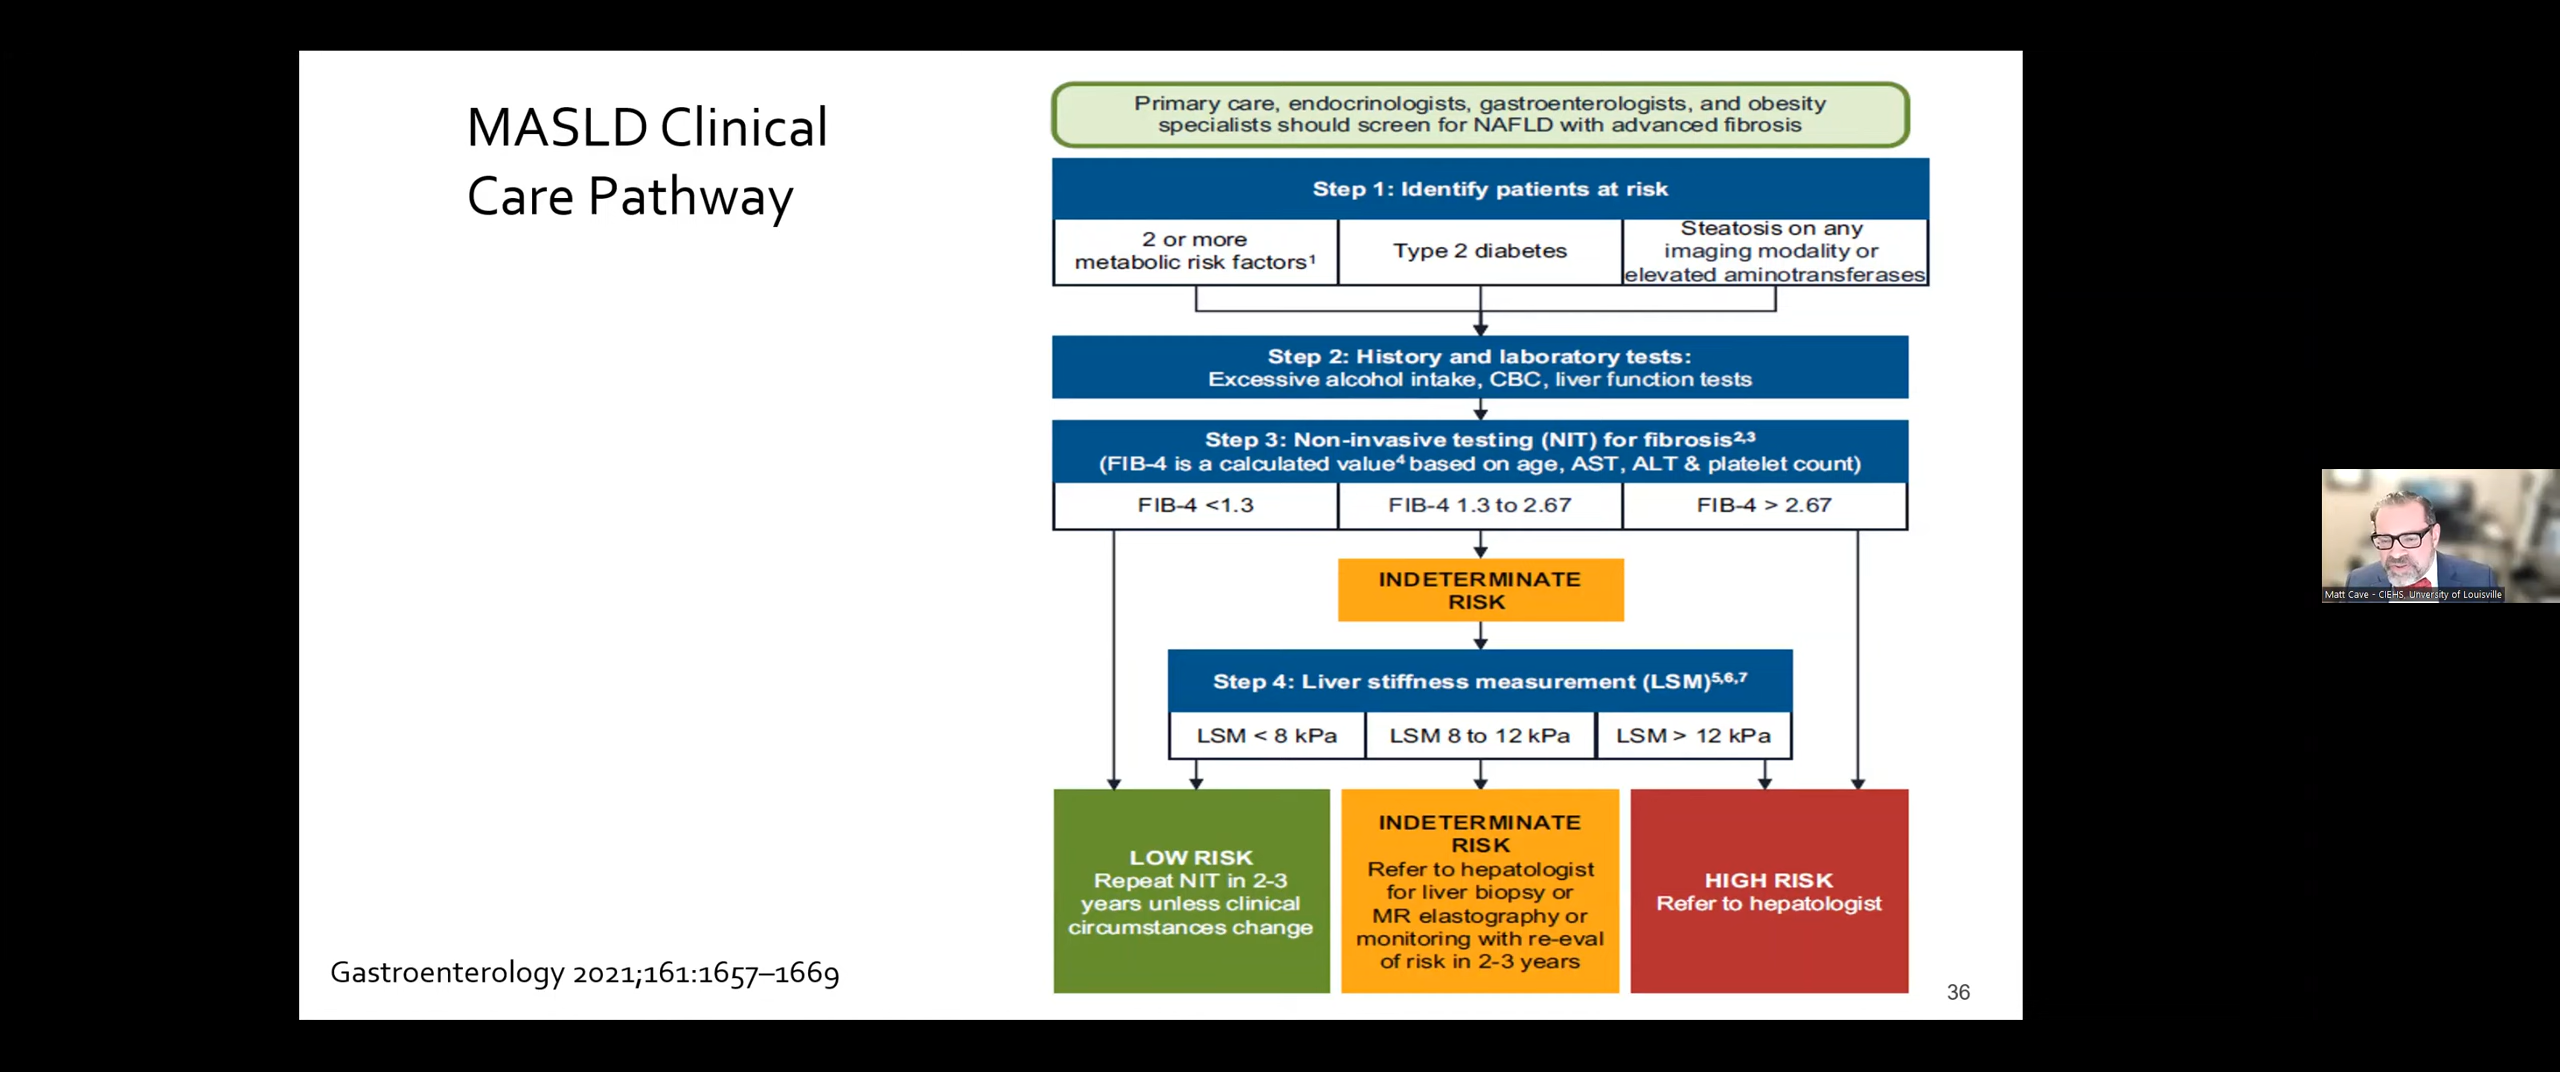 MASLD Clinical
Care Pathway
Primary care, endocrinologists, gastroenterologists, and obesity
specialists should screen for NAFLD with advanced fibrosis
Step 1: Identify patients at risk
2 or more
metabolic risk factors¹
Type 2 diabetes
Steatosis on any
imaging modality or
elevated aminotransferases
Step 2: History and laboratory tests:
Excessive alcohol intake, CBC, liver function tests
Step 3: Non-invasive testing (NIT) for fibrosis²,³
(FIB-4 is a calculated value⁴ based on age, AST, ALT & platelet count)
FIB-4 <1.3
FIB-4 1.3 to 2.67
FIB-4 > 2.67
INDETERMINATE
RISK
Step 4: Liver stiffness measurement (LSM)⁵,⁶,⁷
LSM < 8 kPa
LSM 8 to 12 kPa
LSM > 12 kPa
LOW RISK
Repeat NIT in 2-3
years unless clinical
circumstances change
INDETERMINATE
RISK
Refer to hepatologist
for liver biopsy or
MR elastography or
monitoring with re-eval
of risk in 2-3 years
HIGH RISK
Refer to hepatologist
Gastroenterology 2021;161:1657–1669
36
Matt Cave - CIEHS, Unversity of Louisville